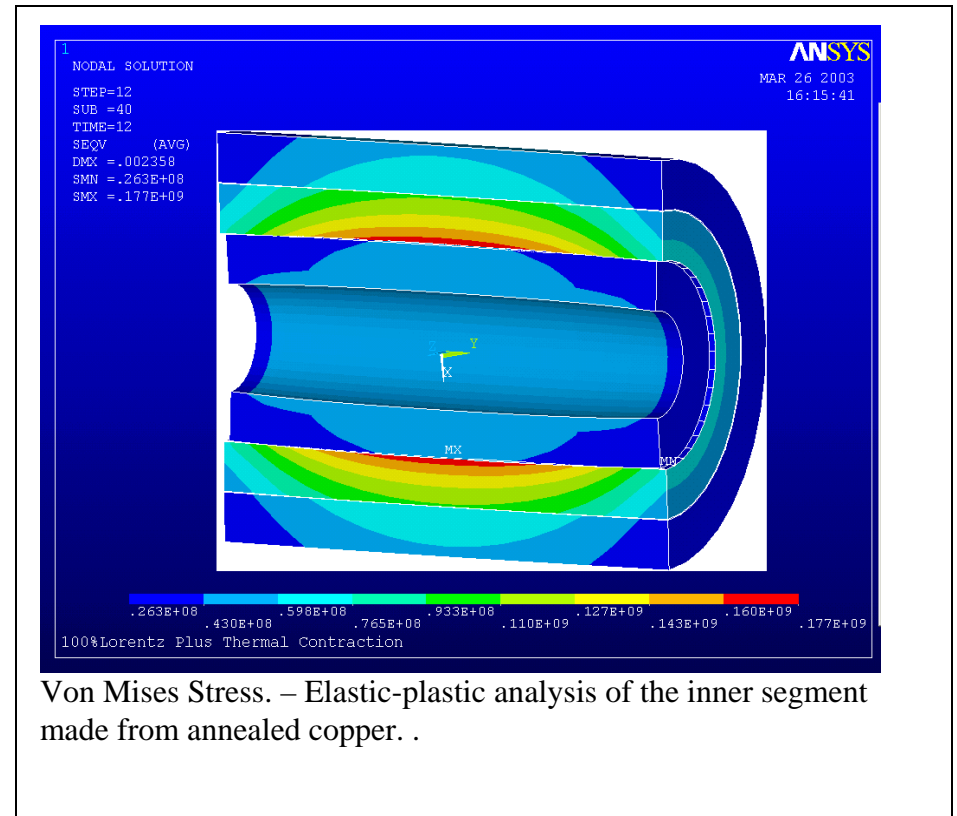 1
ANSYS
NODAL SOLUTION
MAR 26 2003
16:15:41
STEP=12
SUB =40
TIME=12
SEQV (AVG)
DMX =.002358
SMN =.263E+08
SMX =.177E+09
Z Y
X
MX
MN
.263E+08 .598E+08 .933E+08 .127E+09 .160E+09
.430E+08 .765E+08 .110E+09 .143E+09 .177E+09
100%Lorentz Plus Thermal Contraction
Von Mises Stress. – Elastic-plastic analysis of the inner segment
made from annealed copper. .